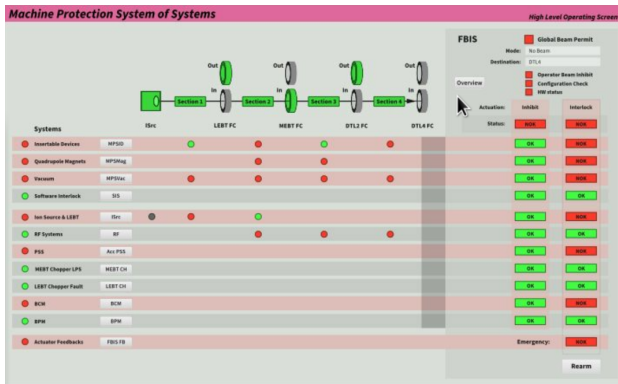 Machine Protection System of Systems
High Level Operating Screen
FBIS
Global Beam Permit
Mode: No Beam
Destination: DTL4
Operator Beam Inhibit
Overview
Configuration Check
HW status
Actuation: Inhibit Interlock
Status: NOK NOK
Out Out Out Out
In In In In
Section 1 Section 2 Section 3 Section 4
Systems ISrc LEBT FC MEBT FC DTL2 FC DTL4 FC
Insertable Devices MPSID OK NOK
Quadrupole Magnets MPSMag OK NOK
Vacuum MPSVac OK NOK
Software Interlock SIS OK OK
Ion Source & LEBT ISrc OK NOK
RF Systems RF OK OK
PSS Acc PSS OK NOK
MEBT Chopper LPS MEBT CH OK OK
LEBT Chopper Fault LEBT CH OK OK
BCM BCM OK NOK
BPM BPM OK OK
Actuator Feedbacks FBIS FB Emergency: NOK
Rearm